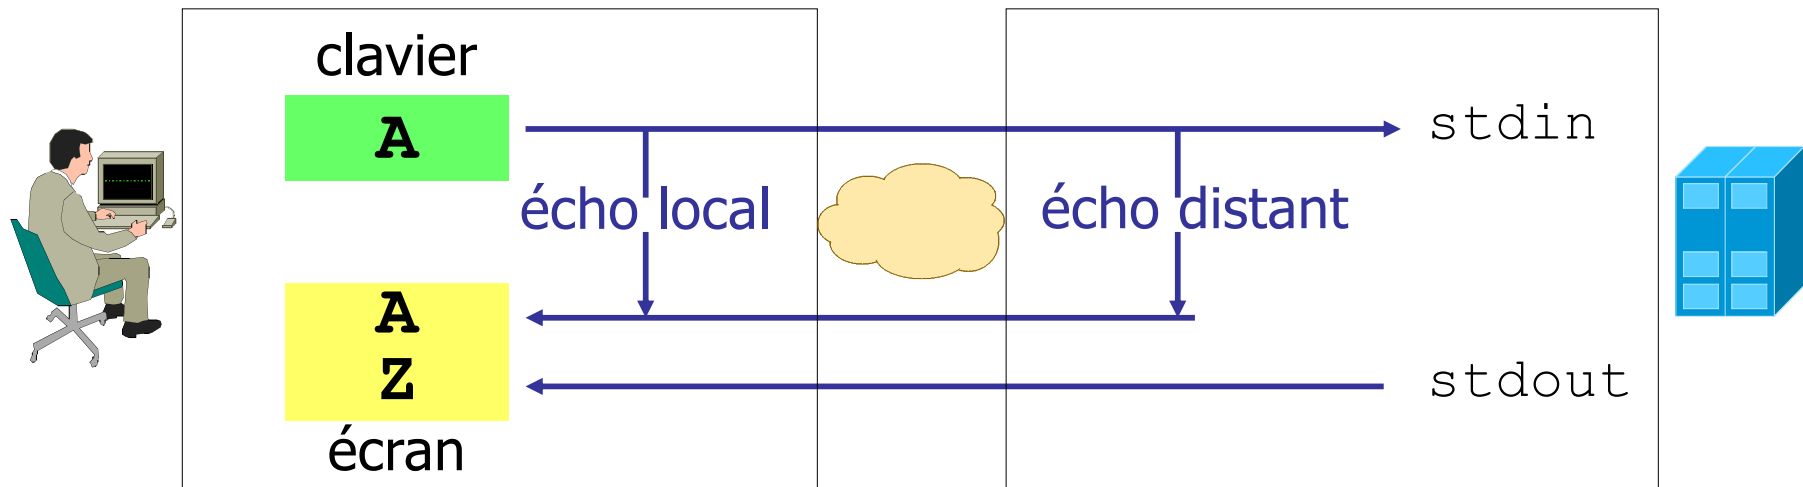 clavier
A
stdin
écho local
écho distant
A
Z
stdout
écran